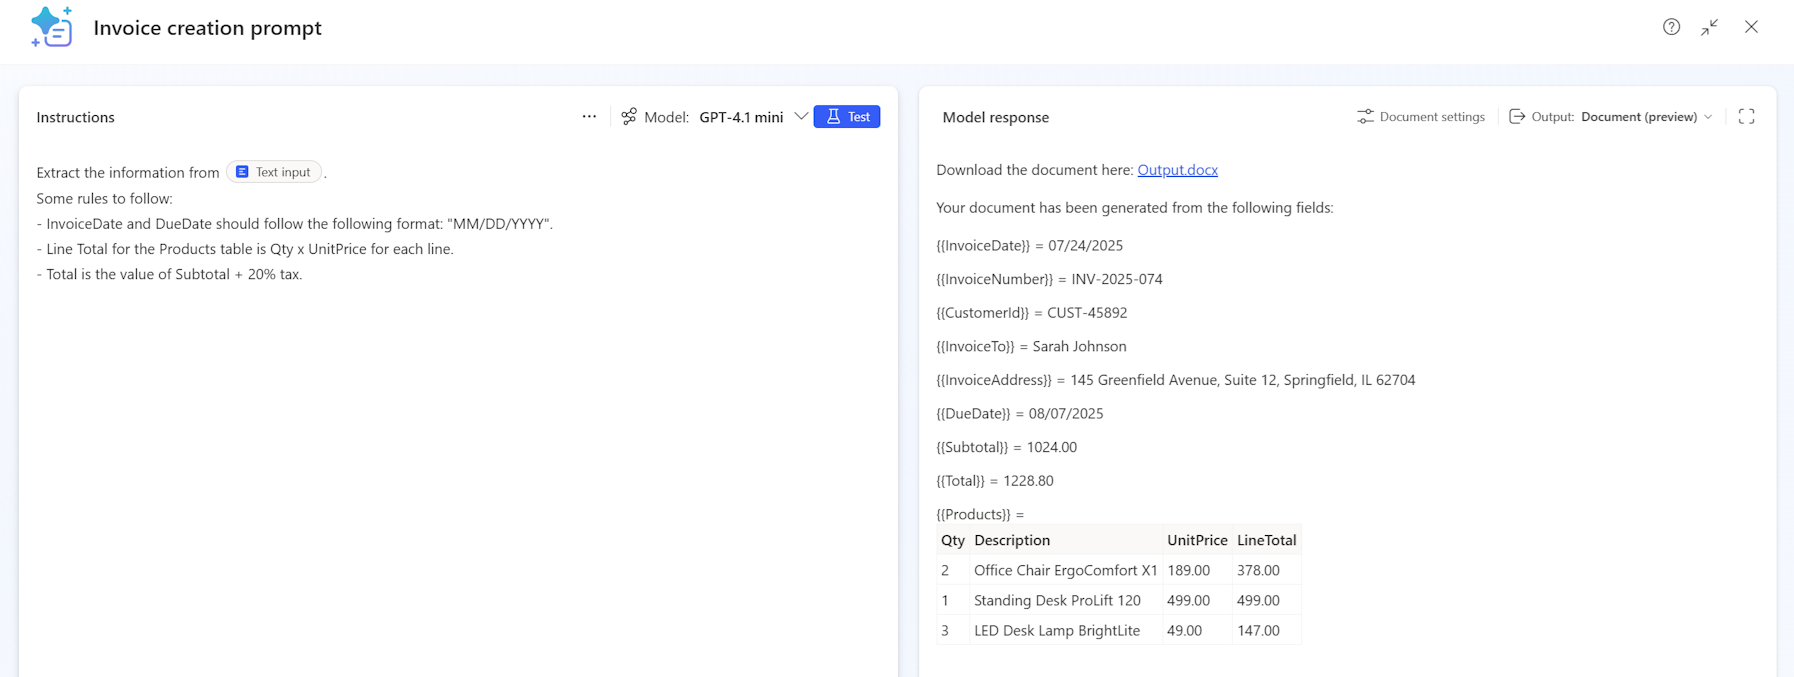 Invoice creation prompt
Instructions
Model: GPT-4.1 mini
Test
Extract the information from Text input .
Some rules to follow:
- InvoiceDate and DueDate should follow the following format: "MM/DD/YYYY".
- Line Total for the Products table is Qty x UnitPrice for each line.
- Total is the value of Subtotal + 20% tax.
Model response
Document settings
Output: Document (preview)
Download the document here: Output.docx
Your document has been generated from the following fields:
{{InvoiceDate}} = 07/24/2025
{{InvoiceNumber}} = INV-2025-074
{{CustomerId}} = CUST-45892
{{InvoiceTo}} = Sarah Johnson
{{InvoiceAddress}} = 145 Greenfield Avenue, Suite 12, Springfield, IL 62704
{{DueDate}} = 08/07/2025
{{Subtotal}} = 1024.00
{{Total}} = 1228.80
{{Products}} =
Qty Description UnitPrice LineTotal
2 Office Chair ErgoComfort X1 189.00 378.00
1 Standing Desk ProLift 120 499.00 499.00
3 LED Desk Lamp BrightLite 49.00 147.00